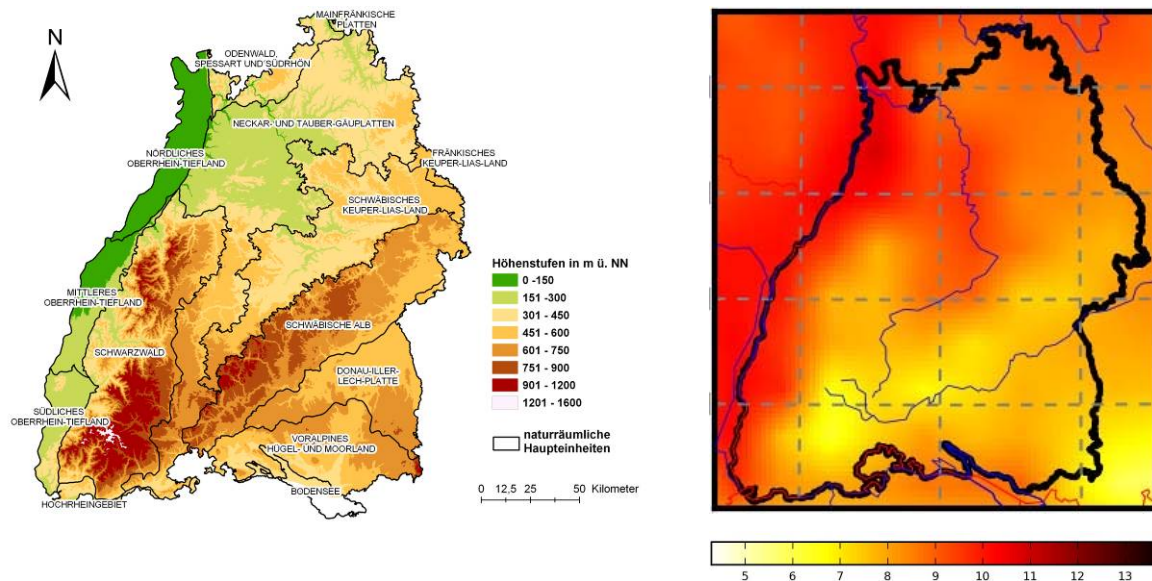 MAINFRÄNKISCHE
PLATTEN
N
ODENWALD,
SPESSART UND SÜDRHÖN
NECKAR- UND TAUBER-GÄUPLATTEN
NÖRDLICHES
OBERRHEIN-TIEFLAND
FRÄNKISCHES
KEUPER-LIAS-LAND
SCHWÄBISCHES
KEUPER-LIAS-LAND
MITTLERES
OBERRHEIN-TIEFLAND
SCHWÄBISCHE ALB
SCHWARZWALD
DONAU-ILLER-
LECH-PLATTE
SÜDLICHES
OBERRHEIN-TIEFLAND
VORALPINES
HÜGEL- UND MOORLAND
BODENSEE
HOCHRHEINGEBIET
Höhenstufen in m ü. NN
0 -150
151 -300
301 - 450
451 - 600
601 - 750
751 - 900
901 - 1200
1201 - 1600
naturräumliche
Haupteinheiten
0 12,5 25 50 Kilometer
5 6 7 8 9 10 11 12 13